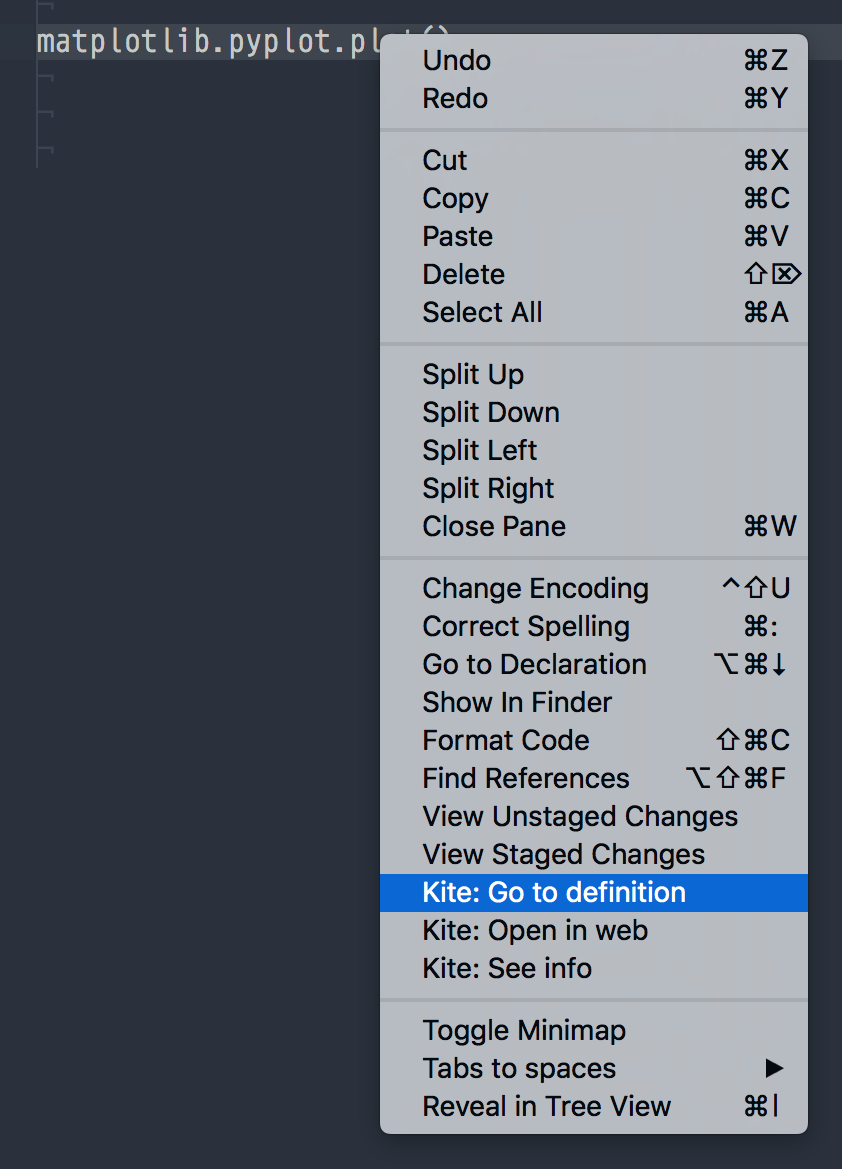 matplotlib.pyplot.plot()
Undo ⌘Z
Redo ⌘Y
Cut ⌘X
Copy ⌘C
Paste ⌘V
Delete ⇧⌦
Select All ⌘A
Split Up
Split Down
Split Left
Split Right
Close Pane ⌘W
Change Encoding ^⇧U
Correct Spelling ⌘:
Go to Declaration ⌥⌘↓
Show In Finder
Format Code ⇧⌘C
Find References ⌥⇧⌘F
View Unstaged Changes
View Staged Changes
Kite: Go to definition
Kite: Open in web
Kite: See info
Toggle Minimap
Tabs to spaces ▶
Reveal in Tree View ⌘|